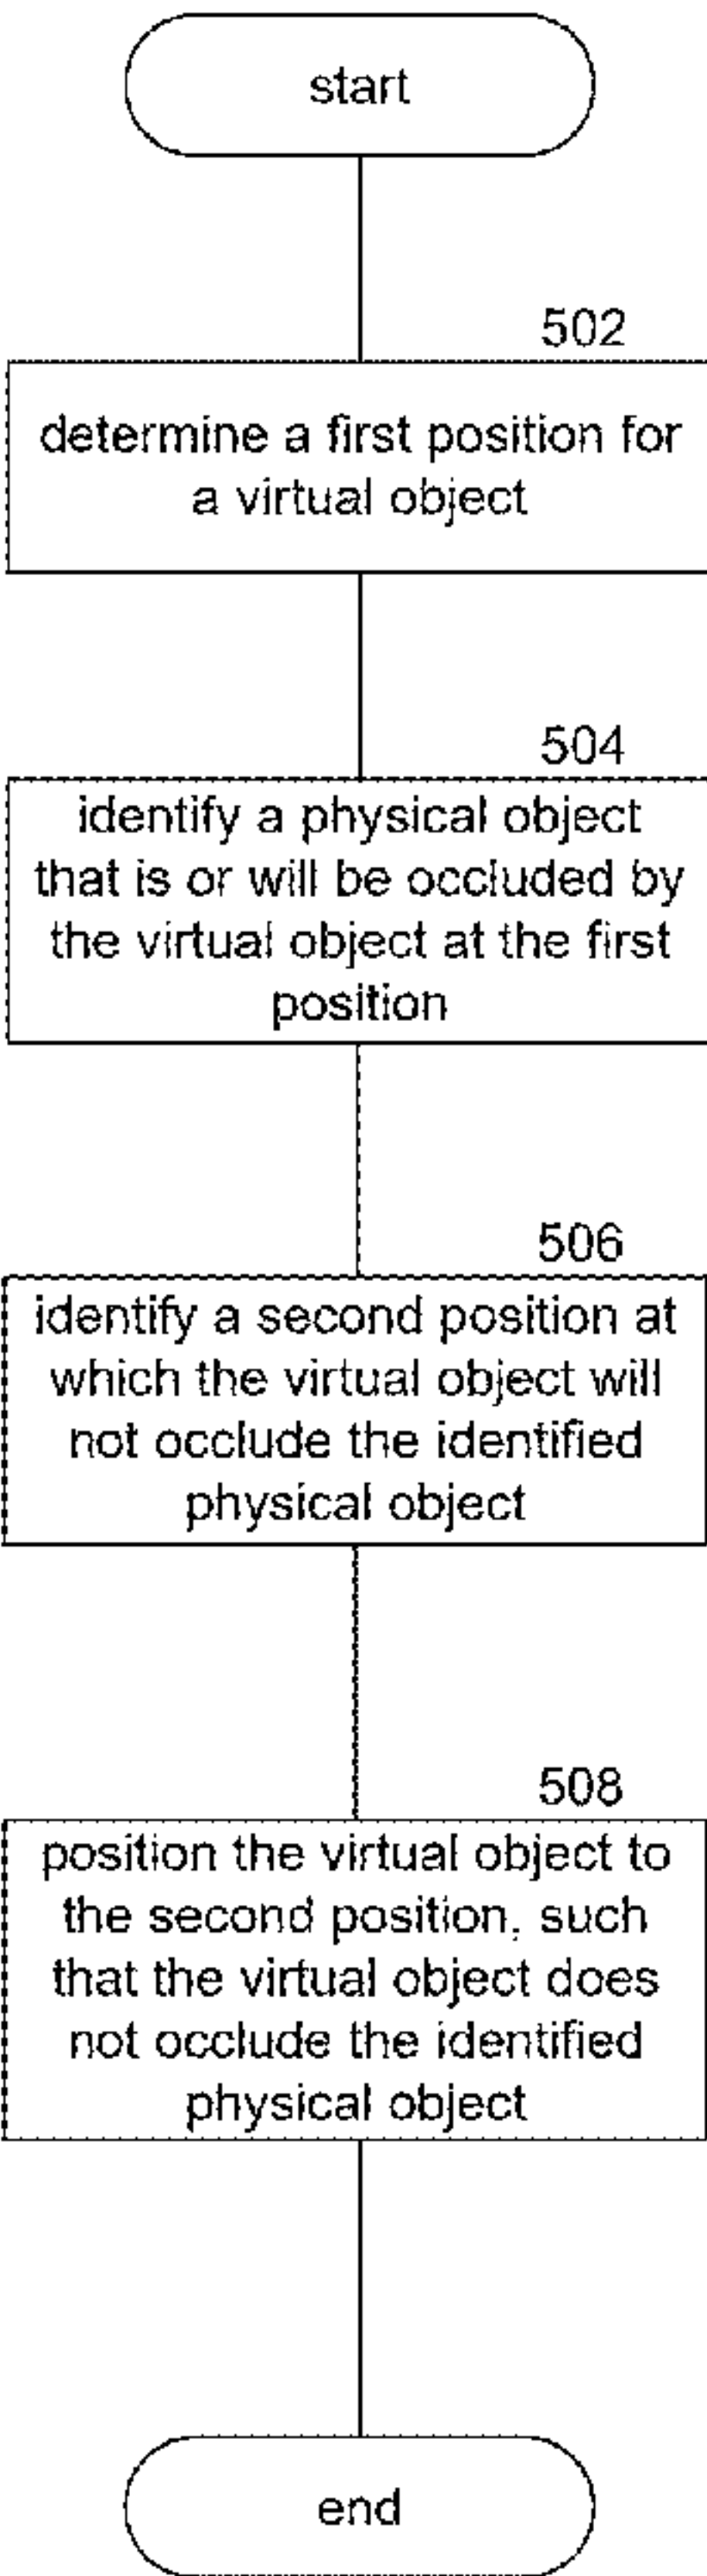 start
502
determine a first position for
a virtual object
504
identify a physical object
that is or will be occluded by
the virtual object at the first
position
506
identify a second position at
which the virtual object will
not occlude the identified
physical object
508
position the virtual object to
the second position, such
that the virtual object does
not occlude the identified
physical object
end